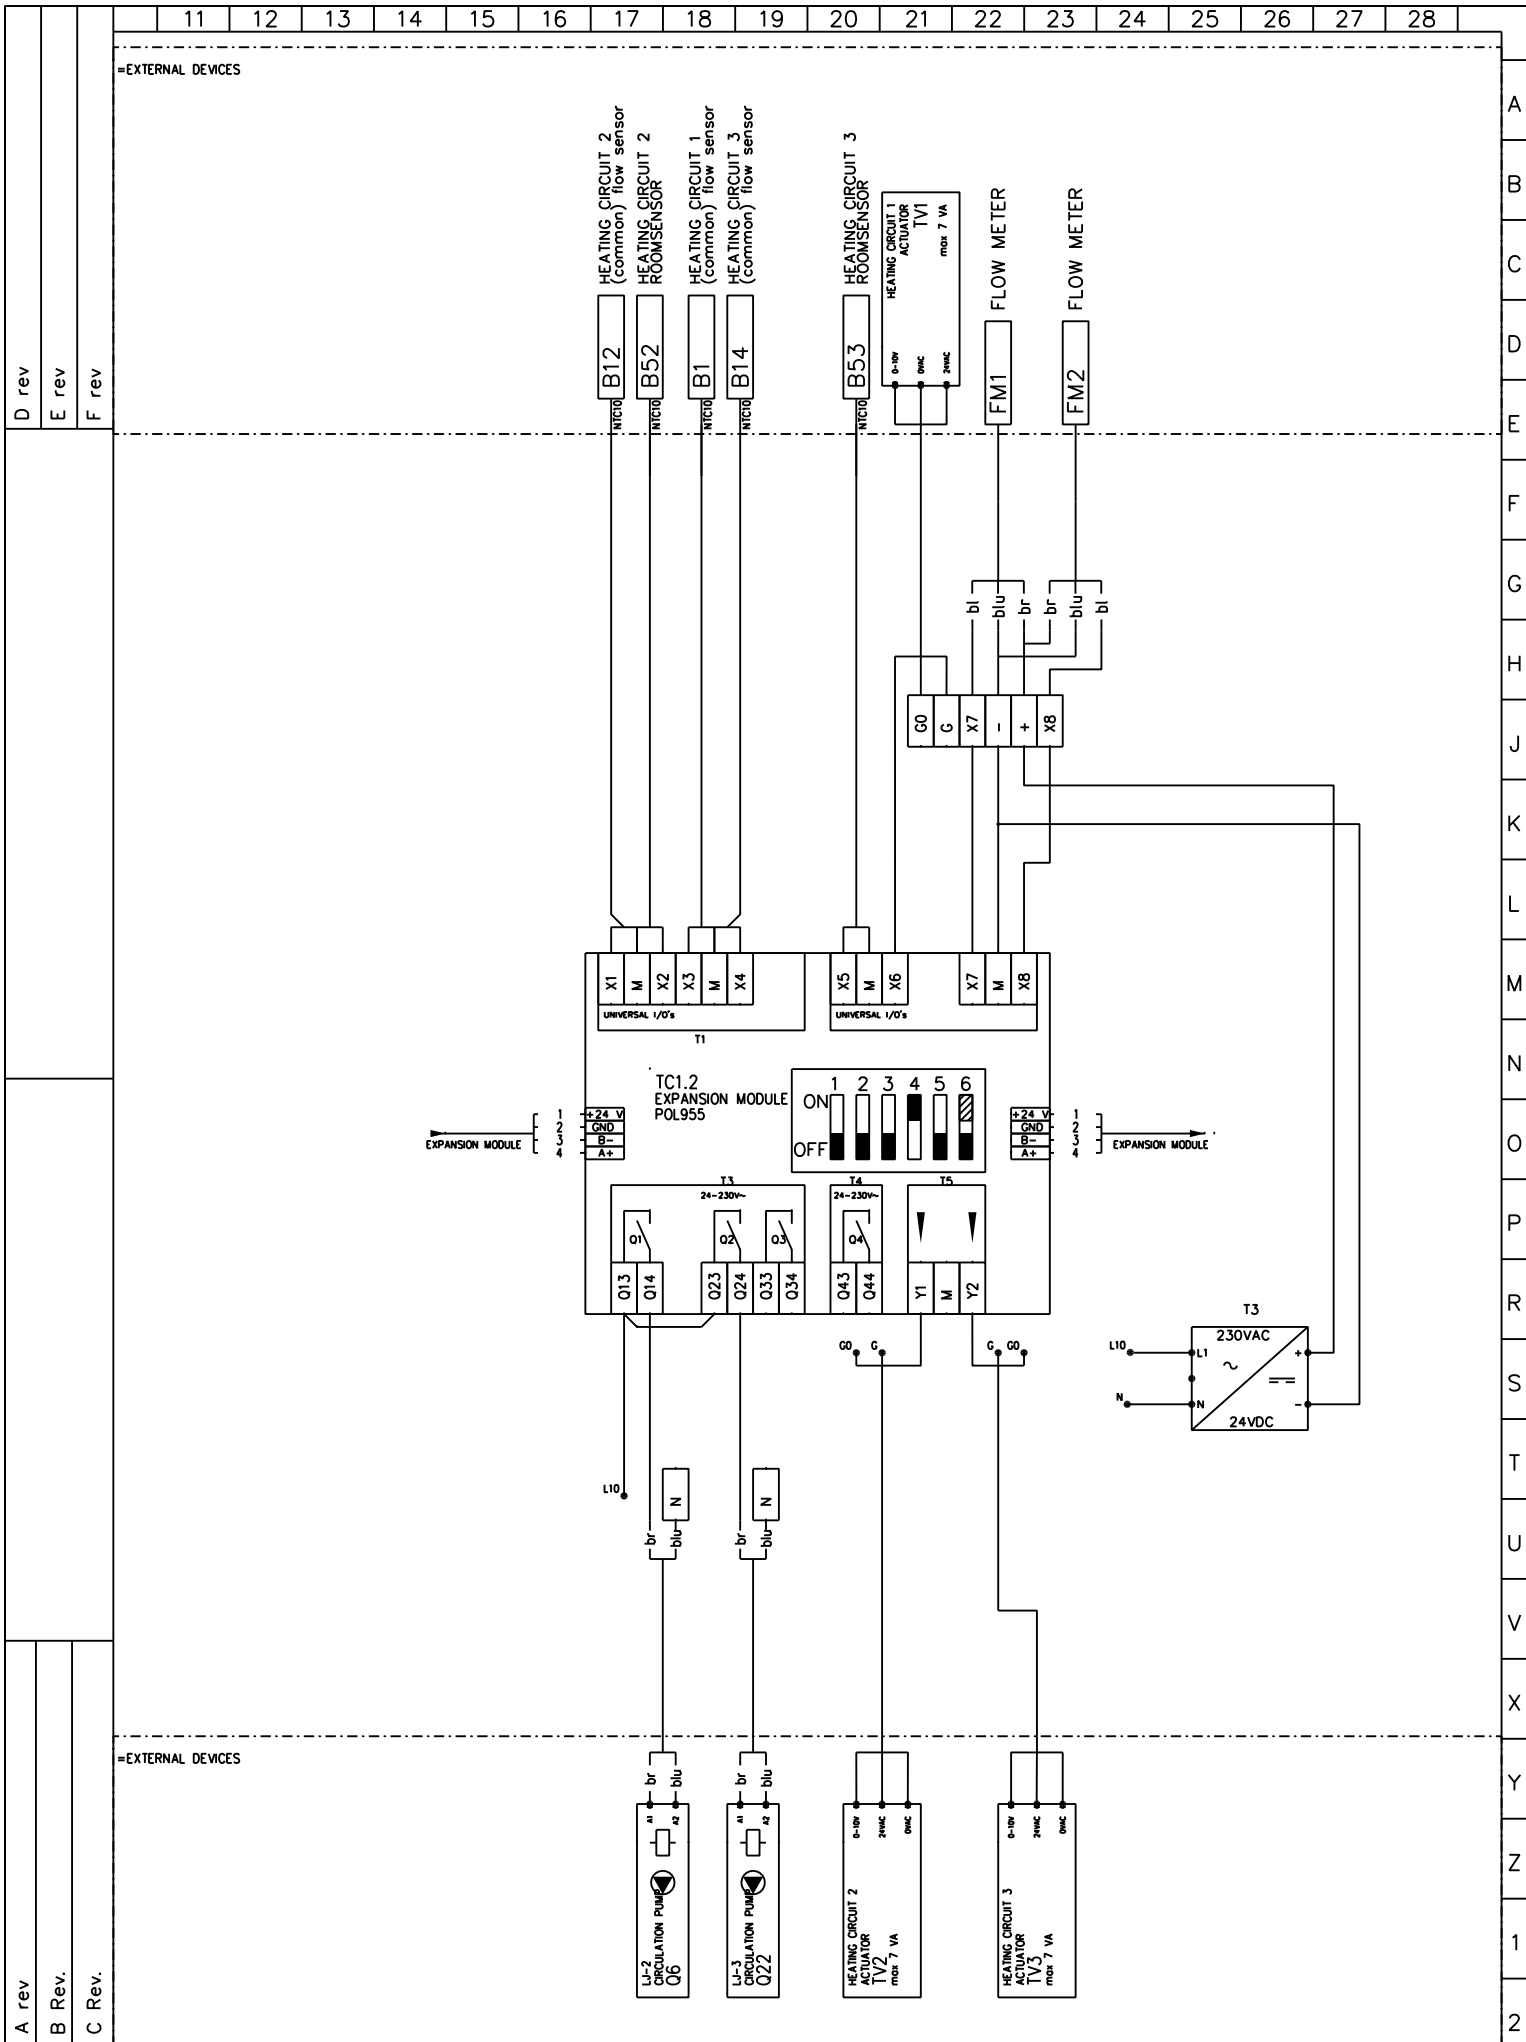 11 12 13 14 15 16 17 18 19 20 21 22 23 24 25 26 27 28
A
B
C
D
E
F
G
H
J
K
L
M
N
O
P
R
S
T
U
V
X
Y
Z
1
2
D rev
E rev
F rev
A rev
B Rev.
C Rev.
=EXTERNAL DEVICES
HEATING CIRCUIT 2
(common) flow sensor
B12
NTC10
HEATING CIRCUIT 2
ROOMSENSOR
B52
NTC10
HEATING CIRCUIT 1
(common) flow sensor
B1
NTC10
HEATING CIRCUIT 3
(common) flow sensor
B14
NTC10
HEATING CIRCUIT 3
ROOMSENSOR
B53
NTC10
HEATING CIRCUIT 1
ACTUATOR
TV1
max 7 VA
0-10V
0VAC
24VAC
FM1 FLOW METER
FM2 FLOW METER
bl
blu
br
br
blu
bl
G0 G X7 - + X8
X1 M X2 X3 M X4
UNIVERSAL I/O's
T1
X5 M X6 X7 M X8
UNIVERSAL I/O's
TC1.2
EXPANSION MODULE
POL955
1 2 3 4 5 6
ON
OFF
EXPANSION MODULE
1 +24 V
2 GND
3 B-
4 A+
+24 V 1
GND 2
B- 3
A+ 4
EXPANSION MODULE
T3
24-230V~
Q1 Q2 Q3
Q13 Q14 Q23 Q24 Q33 Q34
T4
24-230V~
Q4
Q43 Q44
T5
Y1 M Y2
G0 G
G G0
L10
N
br
blu
N
br
blu
T3
230VAC
L10
L1
+
~
N
N
-
24VDC
=EXTERNAL DEVICES
br
blu
A1
A2
LJ-2
CIRCULATION PUMP
Q6
br
blu
A1
A2
LJ-3
CIRCULATION PUMP
Q22
0-10V
24VAC
0VAC
HEATING CIRCUIT 2
ACTUATOR
TV2
max 7 VA
0-10V
24VAC
0VAC
HEATING CIRCUIT 3
ACTUATOR
TV3
max 7 VA